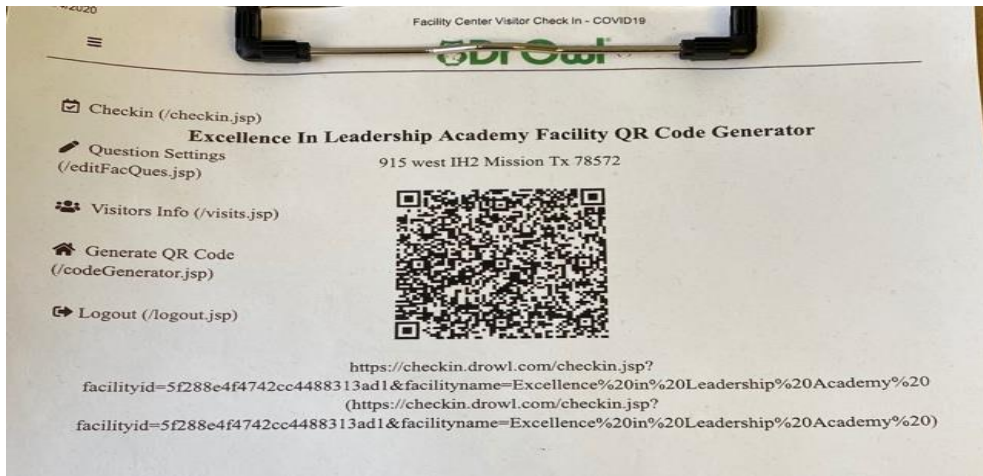 /2020
Facility Center Visitor Check In - COVID19
DrOwl
Checkin (/checkin.jsp)
Excellence In Leadership Academy Facility QR Code Generator
Question Settings
(/editFacQues.jsp)
915 west IH2 Mission Tx 78572
Visitors Info (/visits.jsp)
Generate QR Code
(/codeGenerator.jsp)
Logout (/logout.jsp)
https://checkin.drowl.com/checkin.jsp?
facilityid=5f288e4f4742cc4488313ad1&facilityname=Excellence%20in%20Leadership%20Academy%20
(https://checkin.drowl.com/checkin.jsp?
facilityid=5f288e4f4742cc4488313ad1&facilityname=Excellence%20in%20Leadership%20Academy%20)